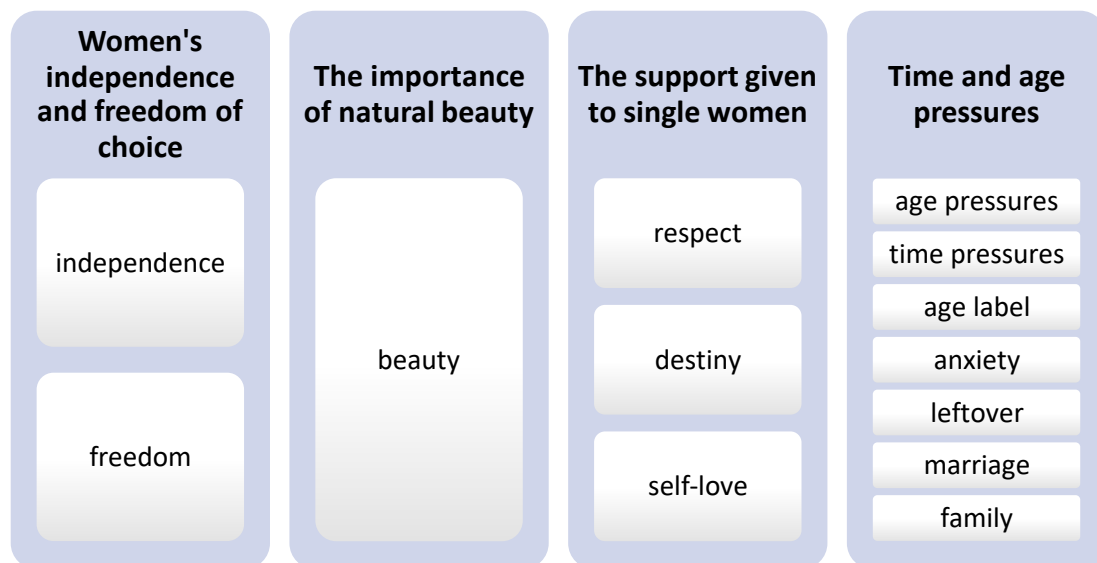 Women's
independence
and freedom of
choice
independence
freedom
The importance
of natural beauty
beauty
The support given
to single women
respect
destiny
self-love
Time and age
pressures
age pressures
time pressures
age label
anxiety
leftover
marriage
family